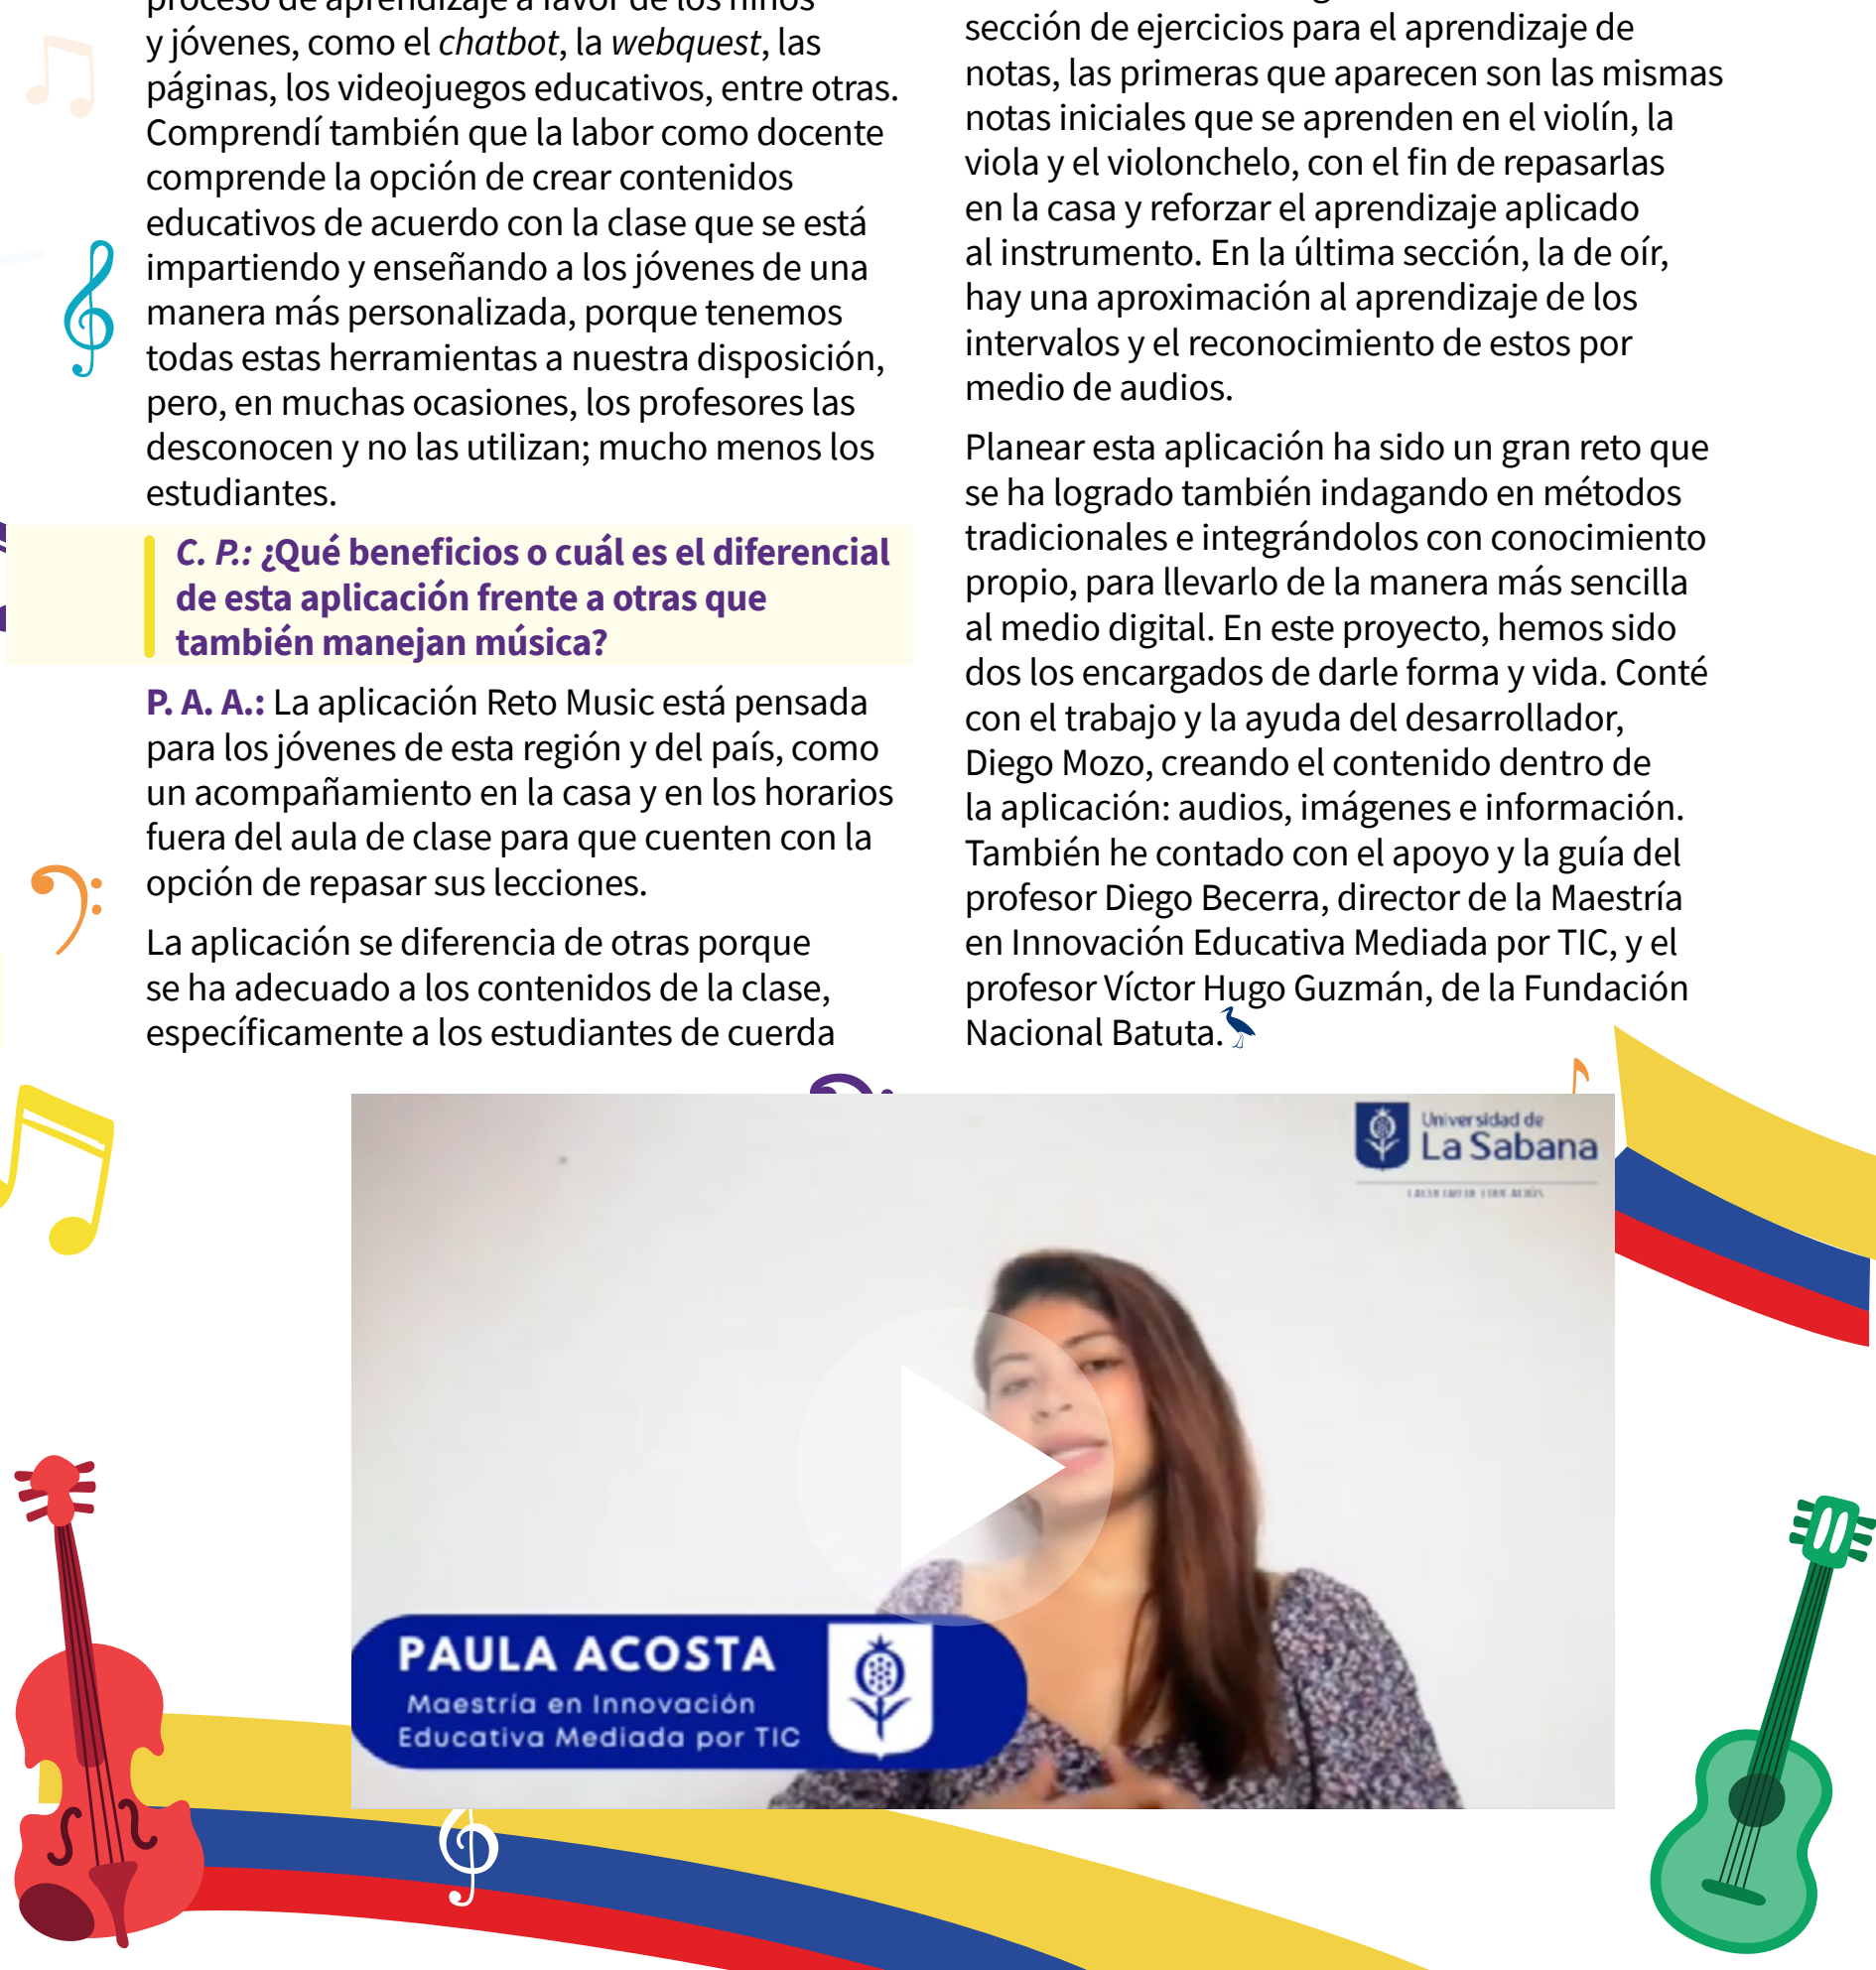 proceso de aprendizaje a favor de los niños
y jóvenes, como el chatbot, la webquest, las
páginas, los videojuegos educativos, entre otras.
Comprendí también que la labor como docente
comprende la opción de crear contenidos
educativos de acuerdo con la clase que se está
impartiendo y enseñando a los jóvenes de una
manera más personalizada, porque tenemos
todas estas herramientas a nuestra disposición,
pero, en muchas ocasiones, los profesores las
desconocen y no las utilizan; mucho menos los
estudiantes.
C. P.: ¿Qué beneficios o cuál es el diferencial
de esta aplicación frente a otras que
también manejan música?
P. A. A.: La aplicación Reto Music está pensada
para los jóvenes de esta región y del país, como
un acompañamiento en la casa y en los horarios
fuera del aula de clase para que cuenten con la
opción de repasar sus lecciones.
La aplicación se diferencia de otras porque
se ha adecuado a los contenidos de la clase,
específicamente a los estudiantes de cuerda
sección de ejercicios para el aprendizaje de
notas, las primeras que aparecen son las mismas
notas iniciales que se aprenden en el violín, la
viola y el violonchelo, con el fin de repasarlas
en la casa y reforzar el aprendizaje aplicado
al instrumento. En la última sección, la de oír,
hay una aproximación al aprendizaje de los
intervalos y el reconocimiento de estos por
medio de audios.
Planear esta aplicación ha sido un gran reto que
se ha logrado también indagando en métodos
tradicionales e integrándolos con conocimiento
propio, para llevarlo de la manera más sencilla
al medio digital. En este proyecto, hemos sido
dos los encargados de darle forma y vida. Conté
con el trabajo y la ayuda del desarrollador,
Diego Mozo, creando el contenido dentro de
la aplicación: audios, imágenes e información.
También he contado con el apoyo y la guía del
profesor Diego Becerra, director de la Maestría
en Innovación Educativa Mediada por TIC, y el
profesor Víctor Hugo Guzmán, de la Fundación
Nacional Batuta.
Universidad de
La Sabana
FACULTAD DE EDUCACIÓN
PAULA ACOSTA
Maestría en Innovación
Educativa Mediada por TIC